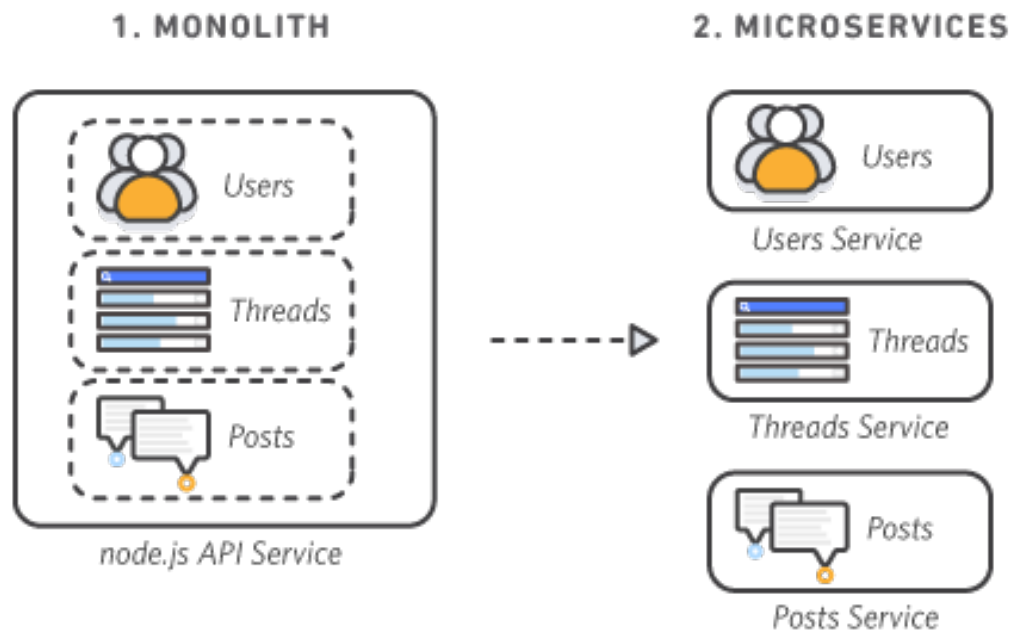 1. MONOLITH
Users
Threads
Posts
node.js API Service
2. MICROSERVICES
Users
Users Service
Threads
Threads Service
Posts
Posts Service